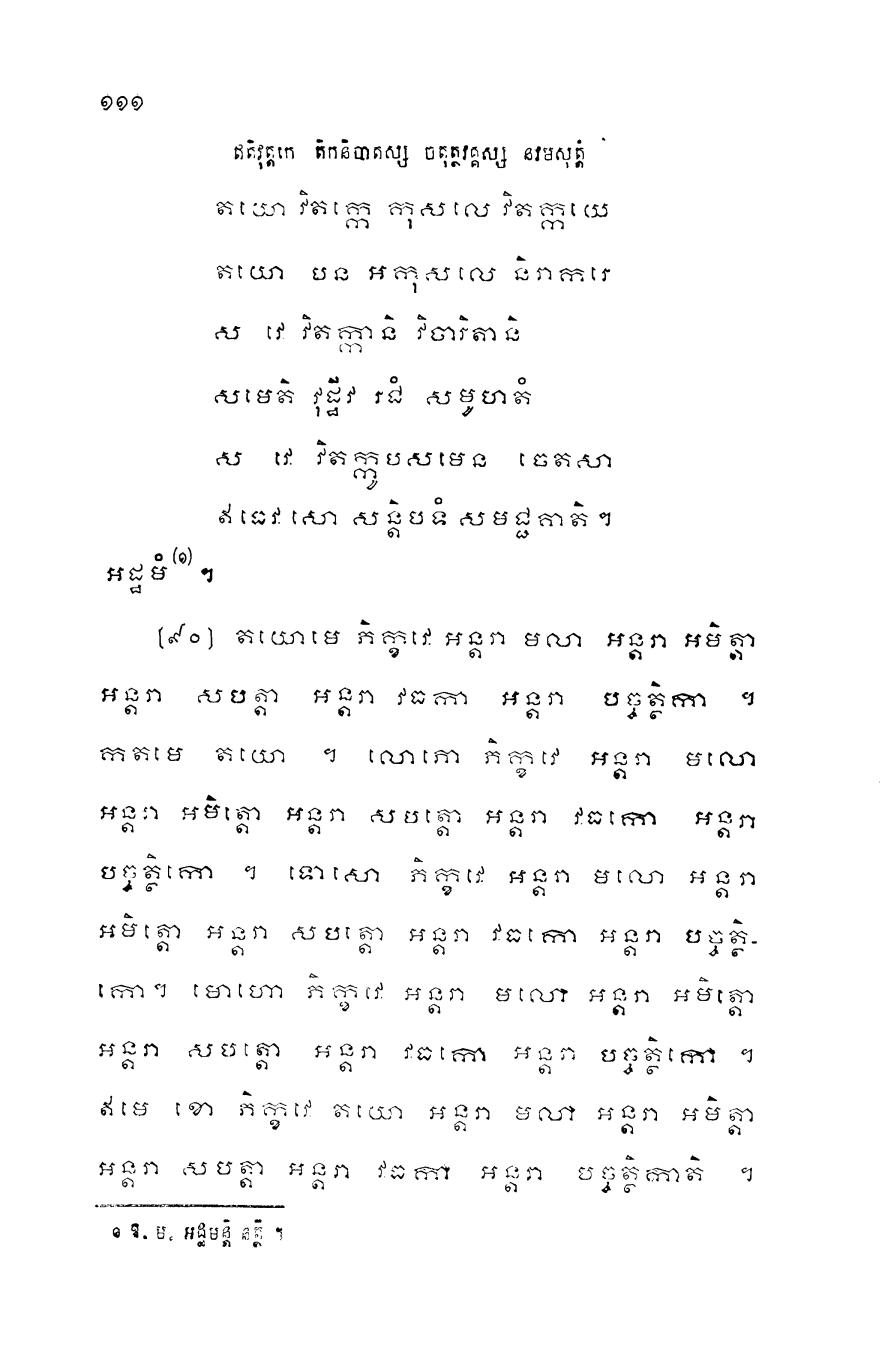 ១១១
ឥតិវុត្តកេ តិកនិបាតស្ស ចតុត្ថវគ្គស្ស នវមសុត្តំ
តយោ វិតក្កេ កុសលេ វិតក្កយេ
តយោ បន អកុសលេ និរាករេ
ស វេ វិតក្កានិ វិចារិតានិ
សមេតិ វុដ្ឋីវ រជំ សមូហតំ
ស វេ វិតក្កូបសមេន ចេតសា
ឥធេវ សោ សន្តិបទំ សមជ្ឈគាតិ ។
អដ្ឋមំ (១) ។
(៩០) តយោមេ ភិក្ខវេ អន្តរា មលា អន្តរា អមិត្តា
អន្តរា សបត្តា អន្តរា វធកា អន្តរា បច្ចត្ថិកា ។
កតមេ តយោ ។ លោភោ ភិក្ខវេ អន្តរា មលោ
អន្តរា អមិត្តោ អន្តរា សបត្តោ អន្តរា វធកោ អន្តរា
បច្ចត្ថិកោ ។ ទោសោ ភិក្ខវេ អន្តរា មលោ អន្តរា
អមិត្តោ អន្តរា សបត្តោ អន្តរា វធកោ អន្តរា បច្ចត្ថិ-
កោ ។ មោហោ ភិក្ខវេ អន្តរា មលោ អន្តរា អមិត្តោ
អន្តរា សបត្តោ អន្តរា វធកោ អន្តរា បច្ចត្ថិកោ ។
ឥមេ ខោ ភិក្ខវេ តយោ អន្តរា មលា អន្តរា អមិត្តា
អន្តរា សបត្តា អន្តរា វធកា អន្តរា បច្ចត្ថិកាតិ ។
១ ឱ. ម. អដ្ឋមន្តិ នត្ថិ ។